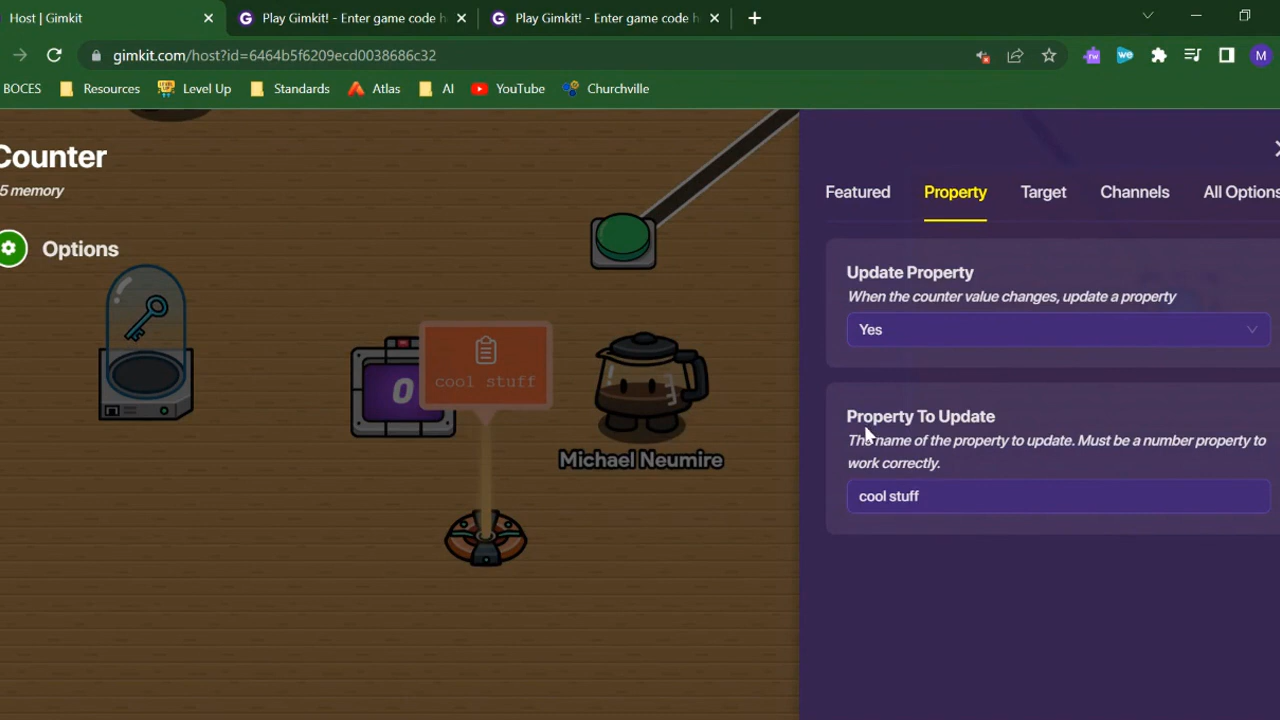 Host | Gimkit
Play Gimkit! - Enter game code h
Play Gimkit! - Enter game code h
gimkit.com/host?id=6464b5f6209ecd0038686c32
M
BOCES
Resources
Level Up
Standards
Atlas
AI
YouTube
Churchville
Counter
5 memory
Options
0
cool stuff
Michael Neumire
Featured
Property
Target
Channels
All Options
Update Property
When the counter value changes, update a property
Yes
Property To Update
The name of the property to update. Must be a number property to
work correctly.
cool stuff